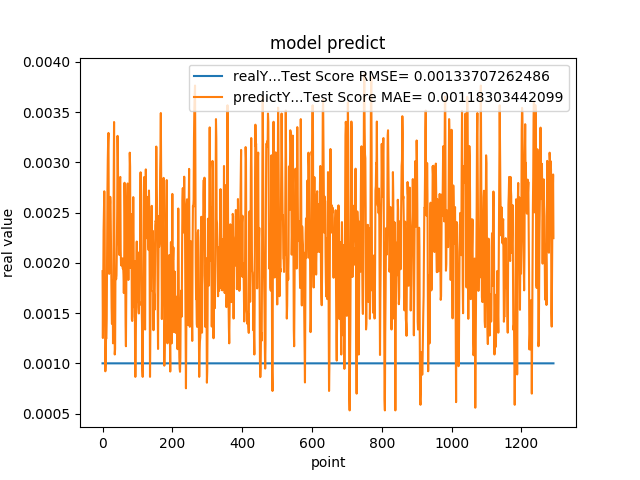 model predict
realY...Test Score RMSE= 0.00133707262486
predictY...Test Score MAE= 0.00118303442099
real value
0.0040
0.0035
0.0030
0.0025
0.0020
0.0015
0.0010
0.0005
0 200 400 600 800 1000 1200
point